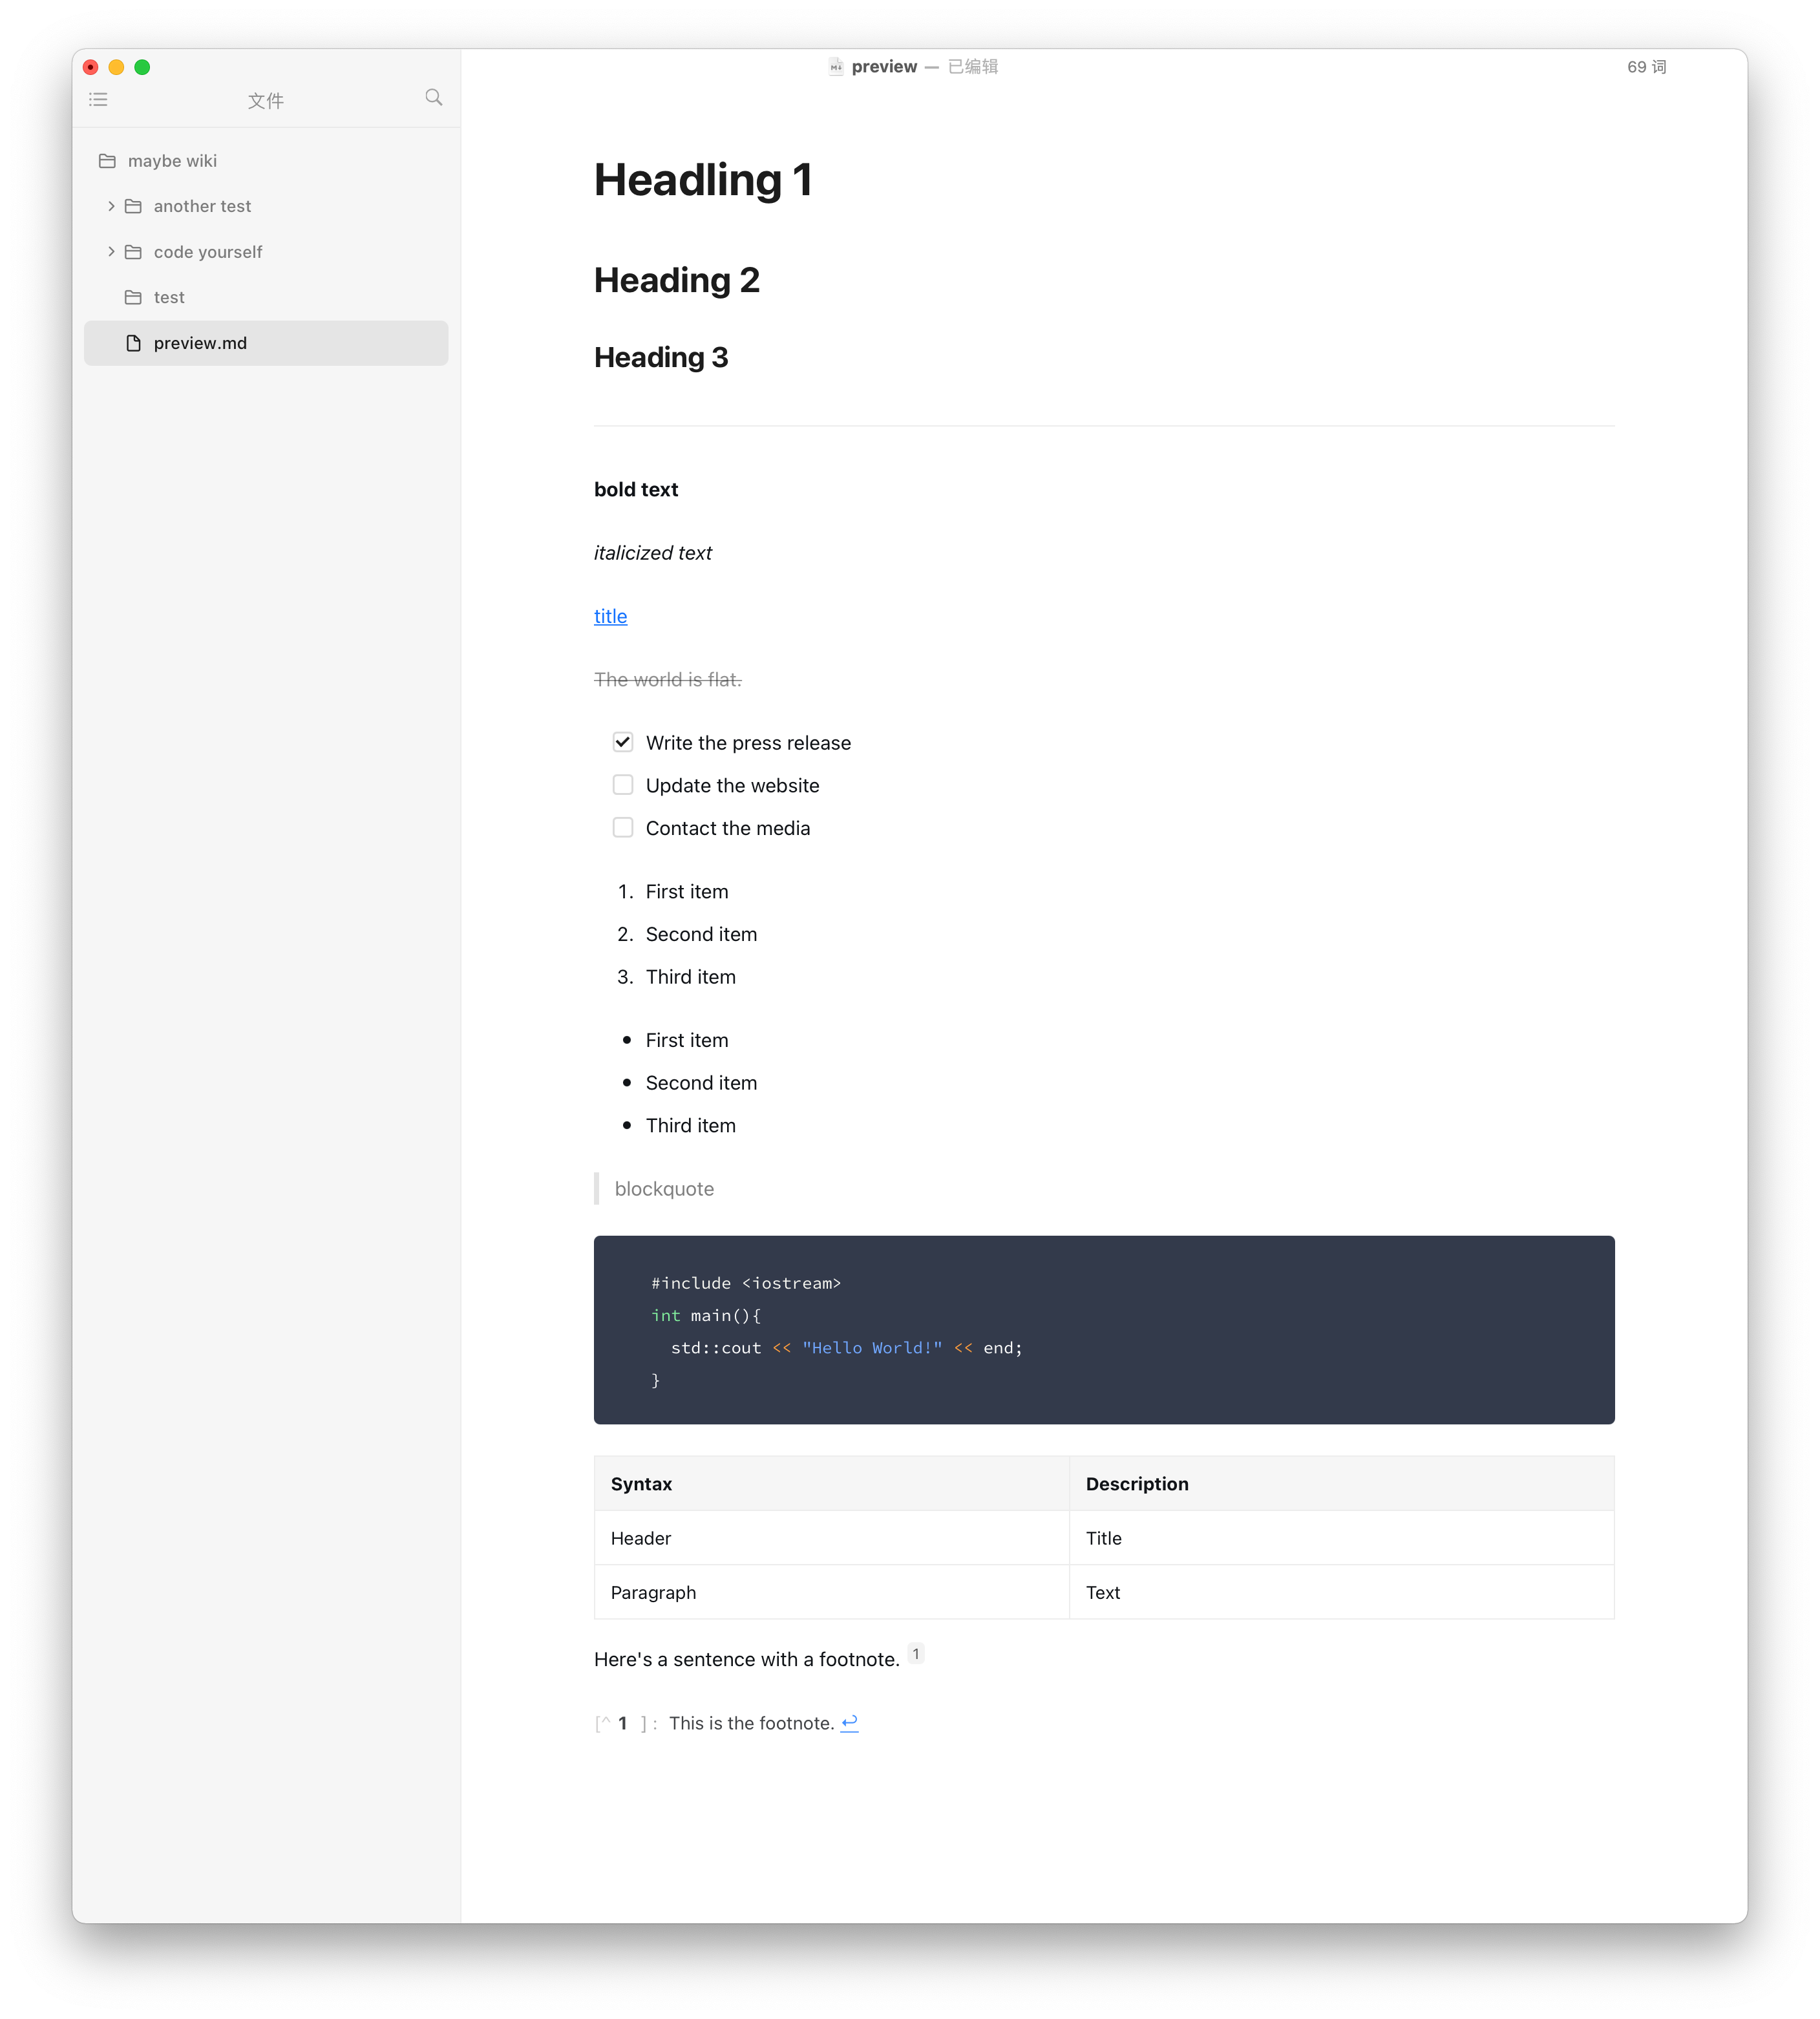 preview — 已编辑
69 词
文件
maybe wiki
another test
code yourself
test
preview.md
Headling 1
Heading 2
Heading 3
bold text
italicized text
title
The world is flat.
Write the press release
Update the website
Contact the media
1. First item
2. Second item
3. Third item
• First item
• Second item
• Third item
blockquote
#include <iostream>
int main(){
  std::cout << "Hello World!" << end;
}
Syntax Description
Header Title
Paragraph Text
Here's a sentence with a footnote. 1
[^ 1 ]: This is the footnote. ↩